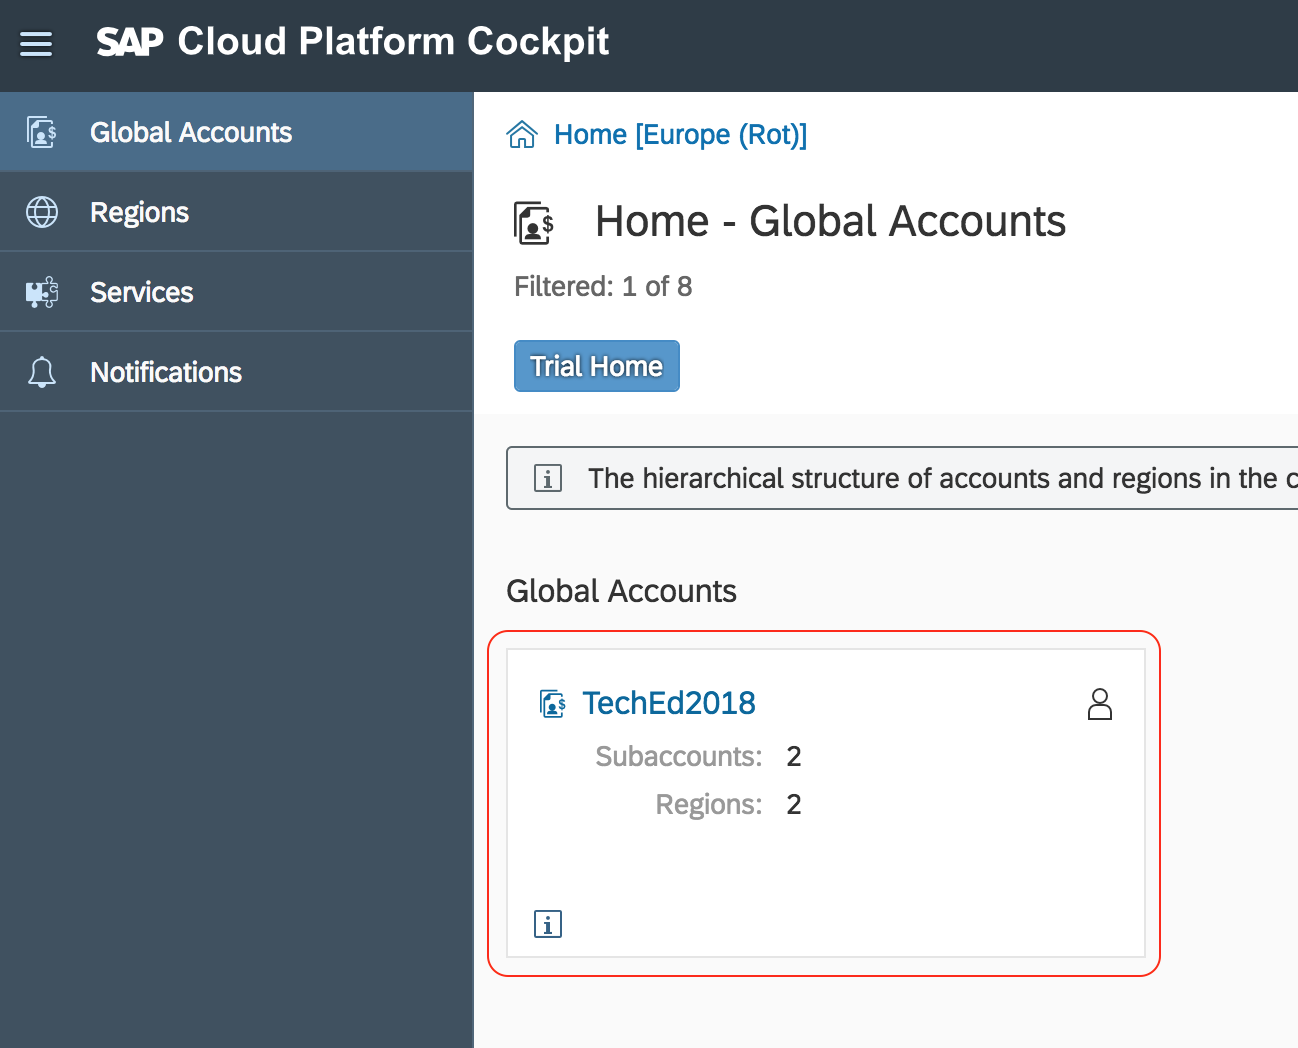 SAP Cloud Platform Cockpit
Global Accounts
Regions
Services
Notifications
Home [Europe (Rot)]
Home - Global Accounts
Filtered: 1 of 8
Trial Home
The hierarchical structure of accounts and regions in the c
Global Accounts
TechEd2018
Subaccounts: 2
Regions: 2